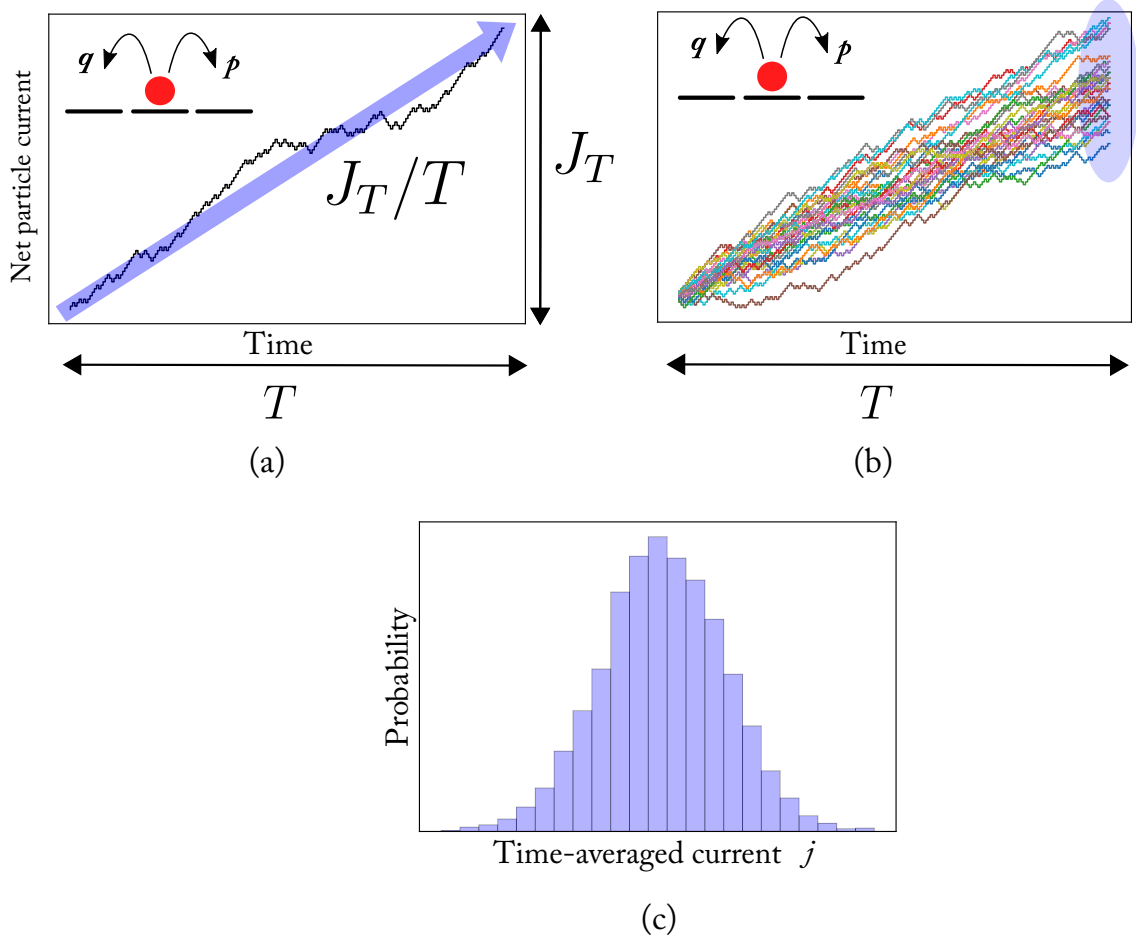 q
p
Net particle current
J_T/T
J_T
Time
T
(a)
q
p
Time
T
(b)
Probability
Time-averaged current j
(c)